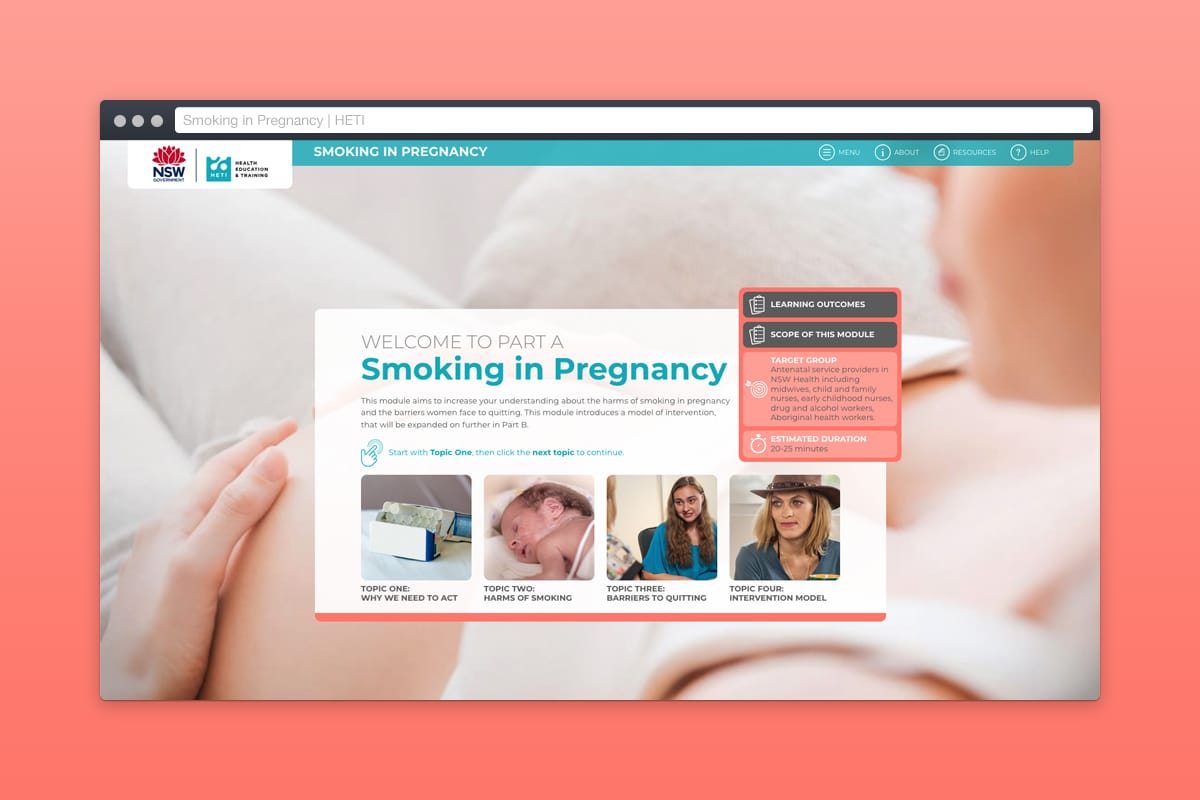 Smoking in Pregnancy | HETI
NSW
GOVERNMENT
HETI
HEALTH
EDUCATION
& TRAINING
SMOKING IN PREGNANCY
MENU
ABOUT
RESOURCES
HELP
WELCOME TO PART A
Smoking in Pregnancy
This module aims to increase your understanding about the harms of smoking in pregnancy
and the barriers women face to quitting. This module introduces a model of intervention,
that will be expanded on further in Part B.
Start with Topic One, then click the next topic to continue.
LEARNING OUTCOMES
SCOPE OF THIS MODULE
TARGET GROUP
Antenatal service providers in
NSW Health including
midwives, child and family
nurses, early childhood nurses,
drug and alcohol workers,
Aboriginal health workers.
ESTIMATED DURATION
20-25 minutes
TOPIC ONE:
WHY WE NEED TO ACT
TOPIC TWO:
HARMS OF SMOKING
TOPIC THREE:
BARRIERS TO QUITTING
TOPIC FOUR:
INTERVENTION MODEL